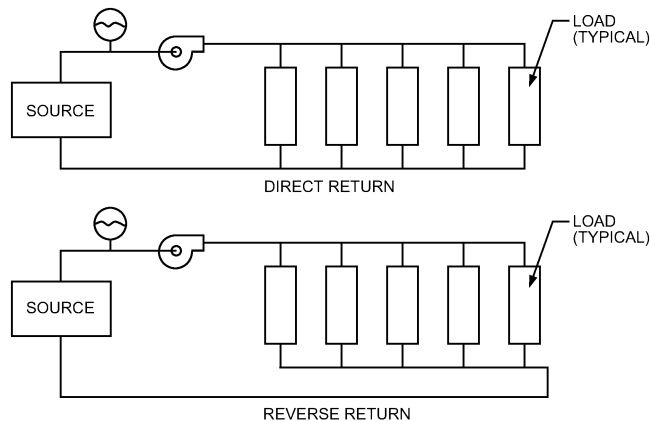 LOAD
(TYPICAL)
SOURCE
DIRECT RETURN
LOAD
(TYPICAL)
SOURCE
REVERSE RETURN